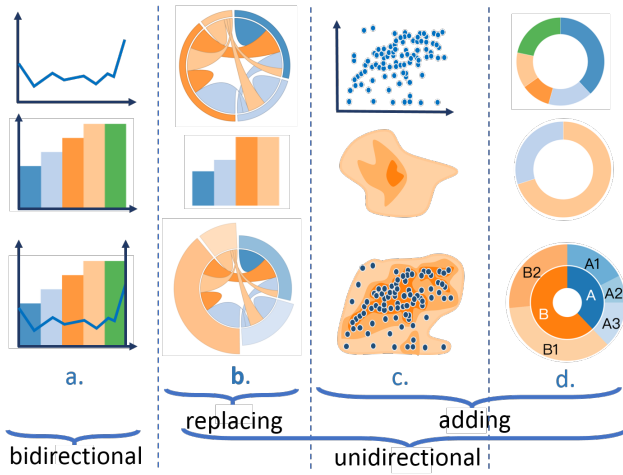 B2
A1
A
A2
B
A3
B1
a.
b.
c.
d.
replacing
adding
bidirectional
unidirectional